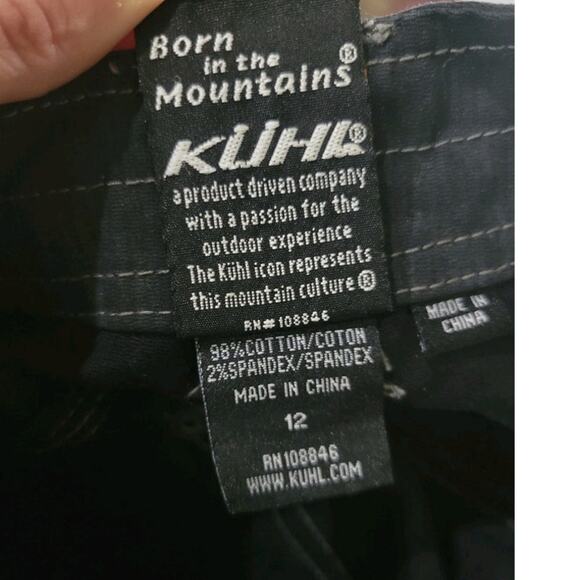 Born
in the
Mountains®
KÜHL®
a product driven company
with a passion for the
outdoor experience
The Kühl icon represents
this mountain culture ®
RN#108846
98%COTTON/COTON
2%SPANDEX/SPANDEX
MADE IN CHINA
12
RN108846
WWW.KUHL.COM
MADE IN
CHINA